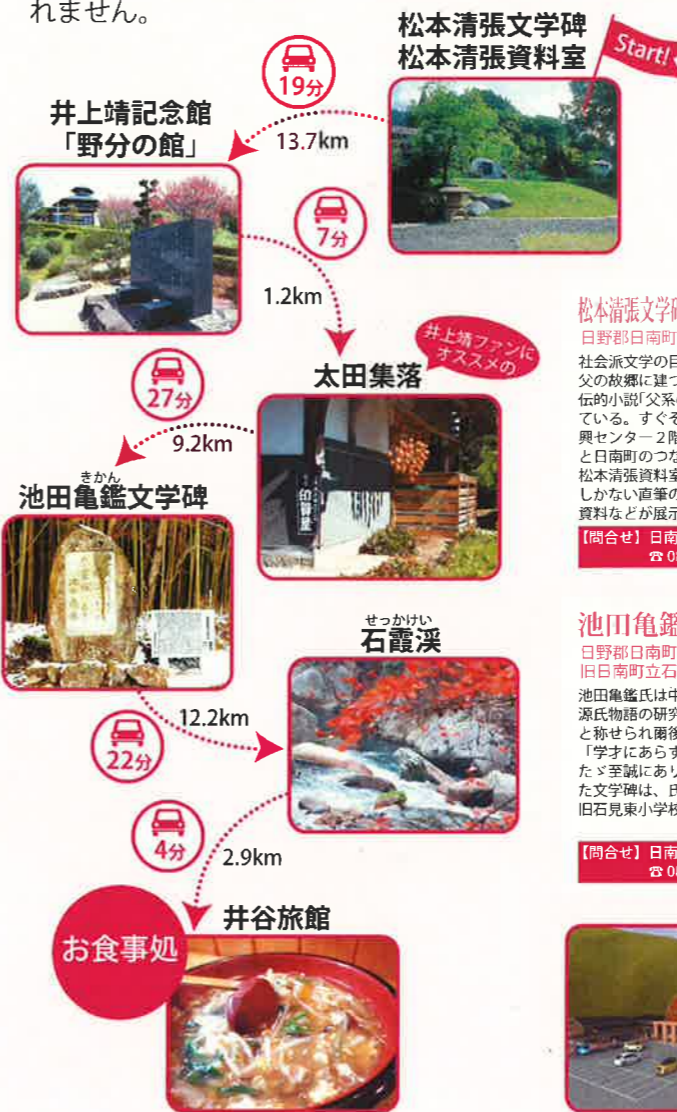 れません。
松本清張文学碑
松本清張資料室
Start!
19分
13.7km
井上靖記念館
「野分の館」
7分
1.2km
井上靖ファンに
オススメの
太田集落
27分
9.2km
きかん
池田亀鑑文学碑
せっかけい
石霞渓
12.2km
22分
4分
2.9km
井谷旅館
お食事処
松本清張文学碑
日野郡日南町
社会派文学の巨
父の故郷に建つ
伝的小説「父系の
ている。すぐそ
興センター2階
と日南町のつな
松本清張資料室
しかない直筆の
資料などが展示
【問合せ】日南
☎08
池田亀鑑
日野郡日南町
旧日南町立石
池田亀鑑氏は中
源氏物語の研究
と称せられ爾後
「学才にあらず
たゞ至誠にあり
た文学碑は、氏
旧石見東小学校
【問合せ】日南
☎08